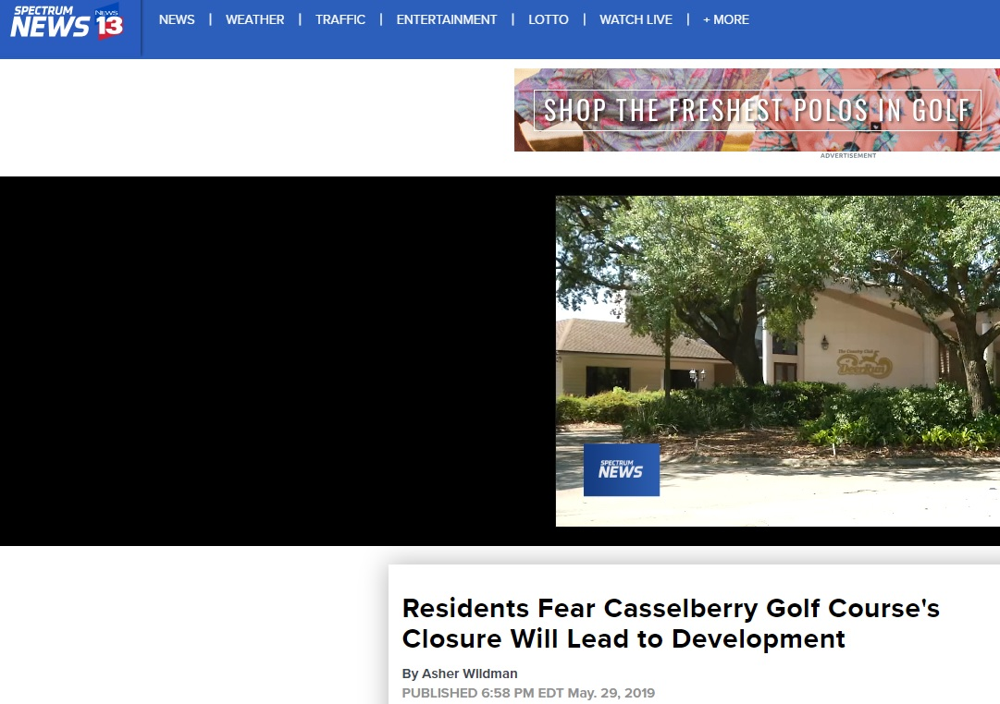 SPECTRUM
NEWS
NEWS
13
NEWS | WEATHER | TRAFFIC | ENTERTAINMENT | LOTTO | WATCH LIVE | + MORE
SHOP THE FRESHEST POLOS IN GOLF
ADVERTISEMENT
The Country Club at
Deer Run
SPECTRUM
NEWS
Residents Fear Casselberry Golf Course's
Closure Will Lead to Development
By Asher Wildman
PUBLISHED 6:58 PM EDT May. 29, 2019